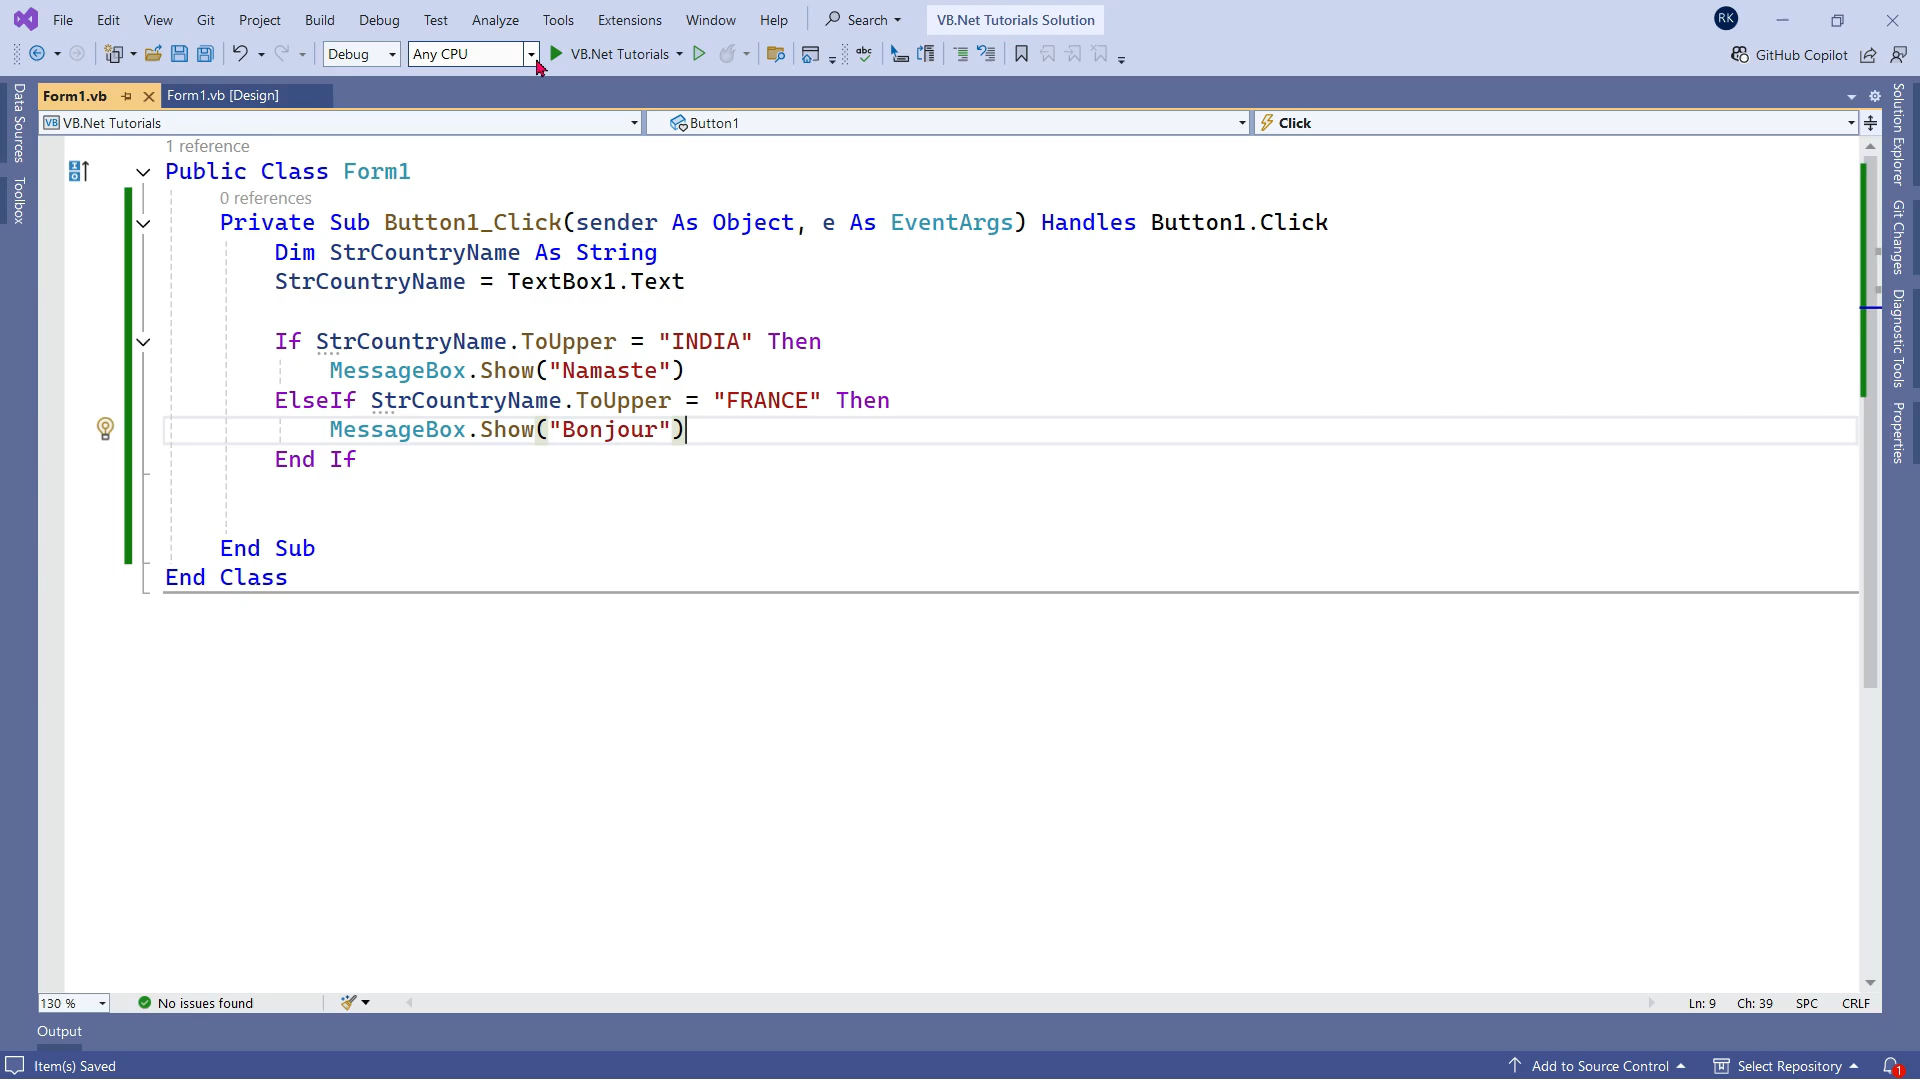 File Edit View Git Project Build Debug Test Analyze Tools Extensions Window Help Search VB.Net Tutorials Solution RK
Debug Any CPU VB.Net Tutorials abc GitHub Copilot
Form1.vb Form1.vb [Design]
VB VB.Net Tutorials Button1 Click
Data Sources
Toolbox
1 reference
Public Class Form1
0 references
Private Sub Button1_Click(sender As Object, e As EventArgs) Handles Button1.Click
Dim StrCountryName As String
StrCountryName = TextBox1.Text
If StrCountryName.ToUpper = "INDIA" Then
MessageBox.Show("Namaste")
ElseIf StrCountryName.ToUpper = "FRANCE" Then
MessageBox.Show("Bonjour")
End If
End Sub
End Class
Solution Explorer
Git Changes
Diagnostic Tools
Properties
130 % No issues found Ln: 9 Ch: 39 SPC CRLF
Output
Item(s) Saved Add to Source Control Select Repository 1